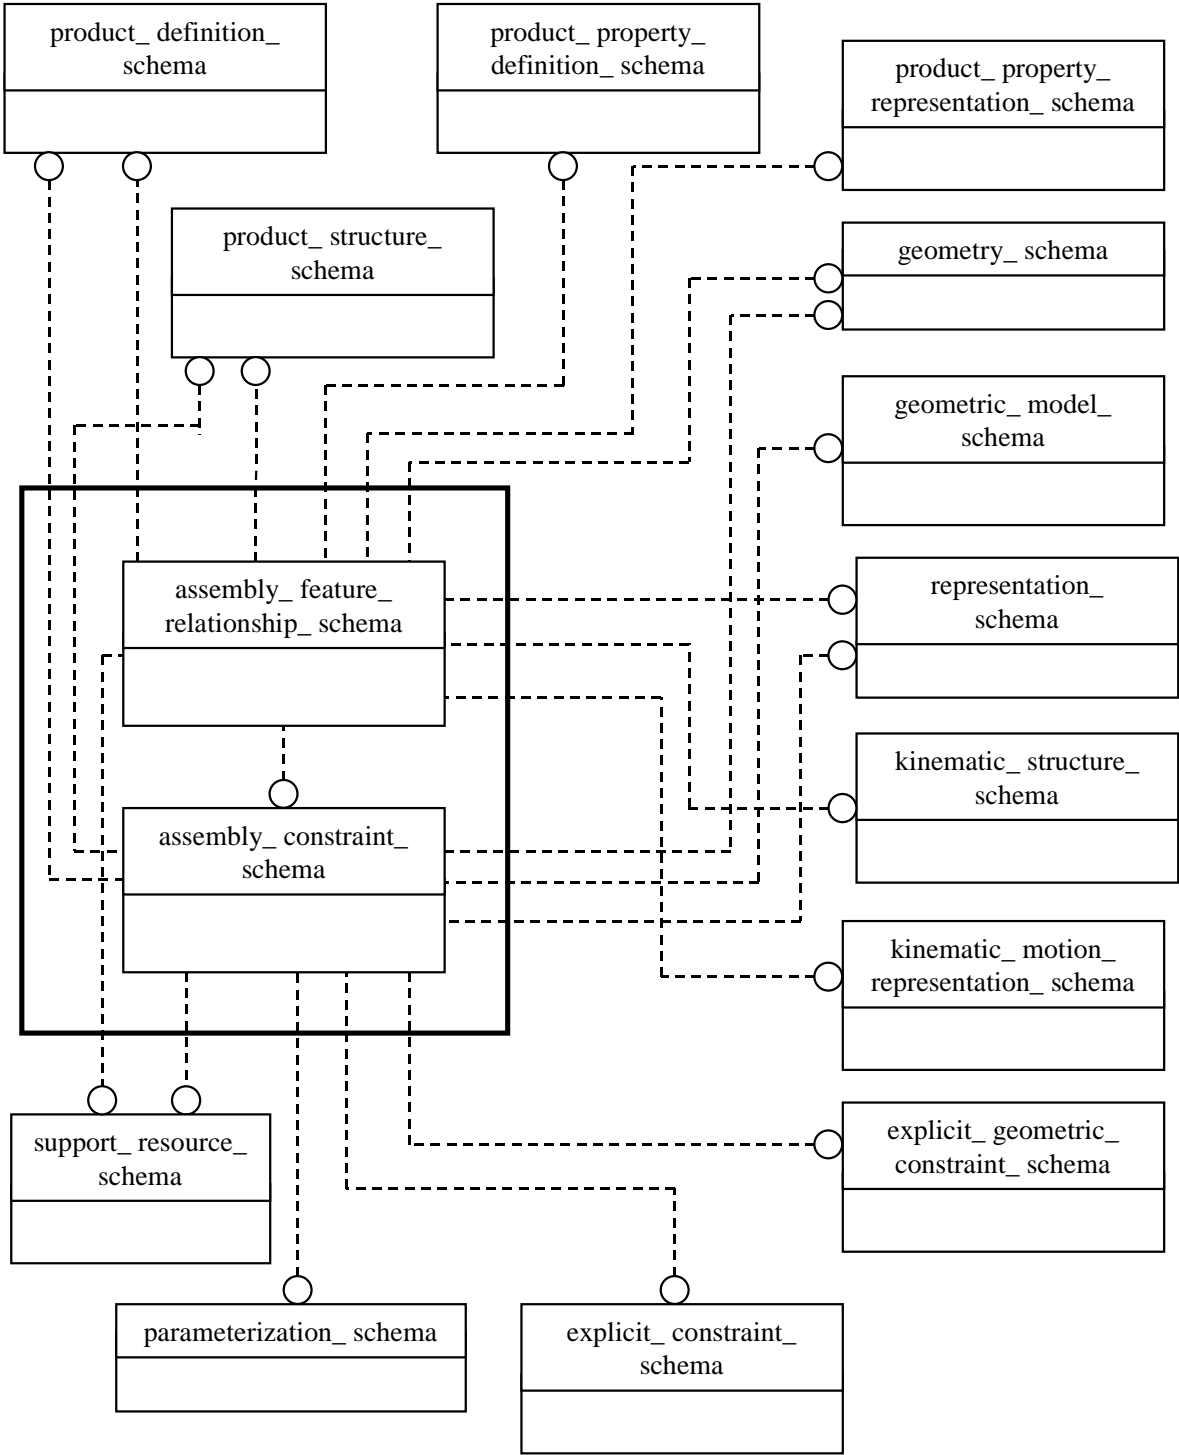 product_ definition_
schema
product_ property_
definition_ schema
product_ property_
representation_ schema
product_ structure_
schema
geometry_ schema
geometric_ model_
schema
assembly_ feature_
relationship_ schema
representation_
schema
kinematic_ structure_
schema
assembly_ constraint_
schema
kinematic_ motion_
representation_ schema
support_ resource_
schema
explicit_ geometric_
constraint_ schema
parameterization_ schema
explicit_ constraint_
schema